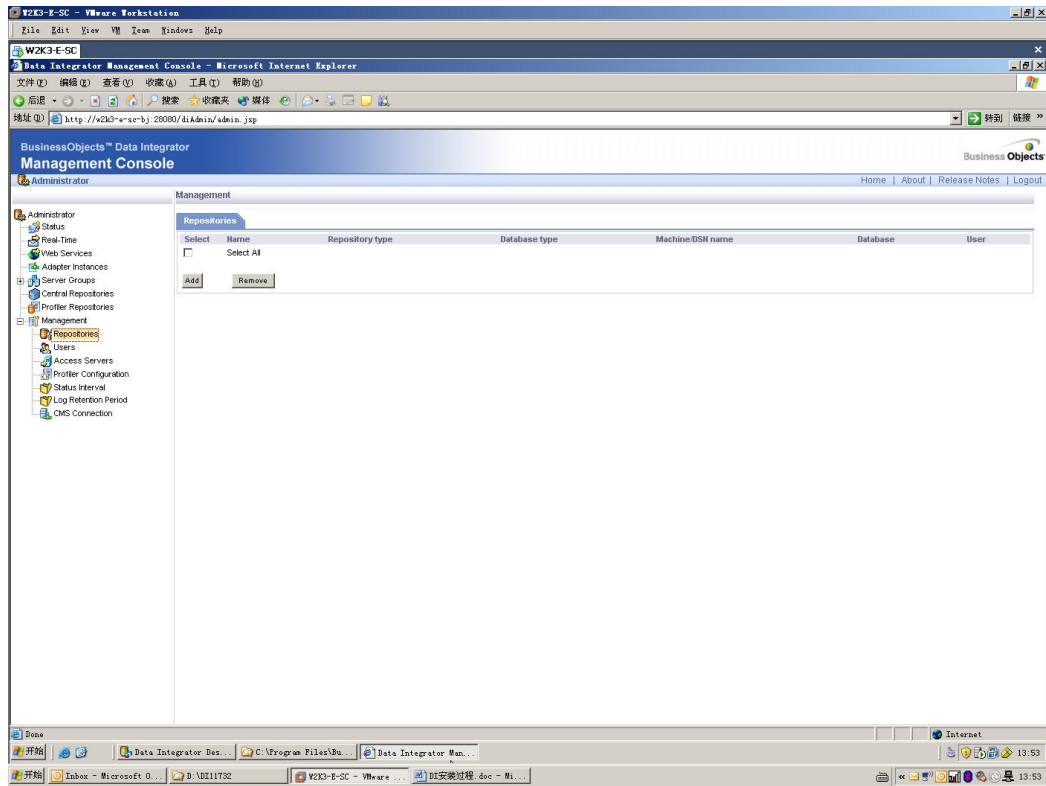 W2K3-E-SC - VMware Workstation
File Edit View VM Team Windows Help
W2K3-E-SC
Data Integrator Management Console - Microsoft Internet Explorer
文件(F) 编辑(E) 查看(V) 收藏(A) 工具(T) 帮助(H)
后退 搜索 收藏夹 媒体
地址(D) http://w2k3-e-sc-bj:28080/diAdmin/admin.jsp 转到 链接 »
BusinessObjects™ Data Integrator
Management Console
Business Objects
Administrator Home | About | Release Notes | Logout
Management
Administrator
Status
Real-Time
Web Services
Adapter Instances
Server Groups
Central Repositories
Profiler Repositories
Management
Repositories
Users
Access Servers
Profiler Configuration
Status Interval
Log Retention Period
CMS Connection
Repositories
Select Name Repository type Database type Machine/DSN name Database User
Select All
Add Remove
Done Internet
开始 Data Integrator Des... C:\Program Files\Bu... Data Integrator Man... 13:53
开始 Inbox - Microsoft O... D:\DI11732 W2K3-E-SC - VMware ... DI安装过程.doc - Mi... « 13:53